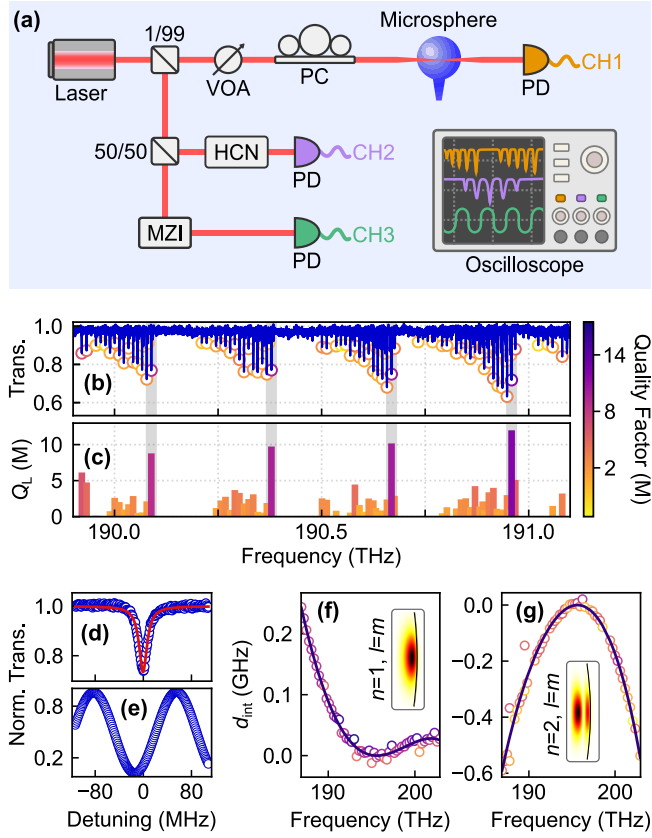 (a)
1/99
Microsphere
Laser
VOA
PC
PD
CH1
50/50
HCN
PD
CH2
MZI
PD
CH3
Oscilloscope
1.0
0.8
0.6
Trans.
(b)
10
5
0
Q_L (M)
(c)
190.0
190.5
191.0
Frequency (THz)
14
8
2
Quality Factor (M)
1.0
0.8
(d)
Norm. Trans.
1.0
0.2
(e)
−80
0
80
Detuning (MHz)
(f)
0.2
0.1
0.0
d_int (GHz)
n=1, l=m
190
200
Frequency (THz)
(g)
0.0
−0.2
−0.4
−0.6
n=2, l=m
190
200
Frequency (THz)